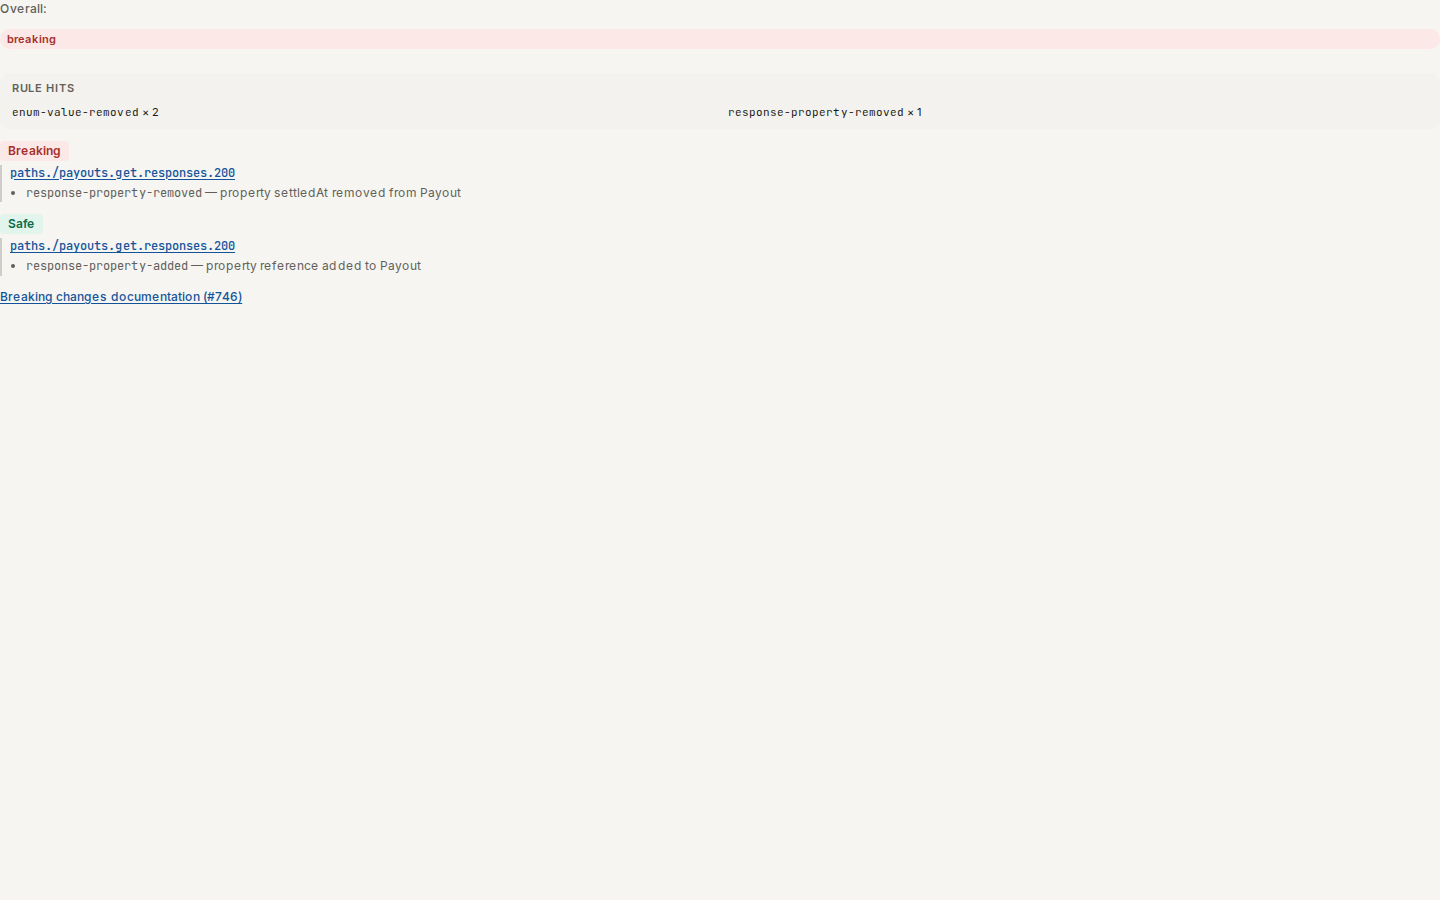 Overall:
breaking
RULE HITS
enum-value-removed × 2
response-property-removed × 1
Breaking
paths./payouts.get.responses.200
• response-property-removed — property settledAt removed from Payout
Safe
paths./payouts.get.responses.200
• response-property-added — property reference added to Payout
Breaking changes documentation (#746)